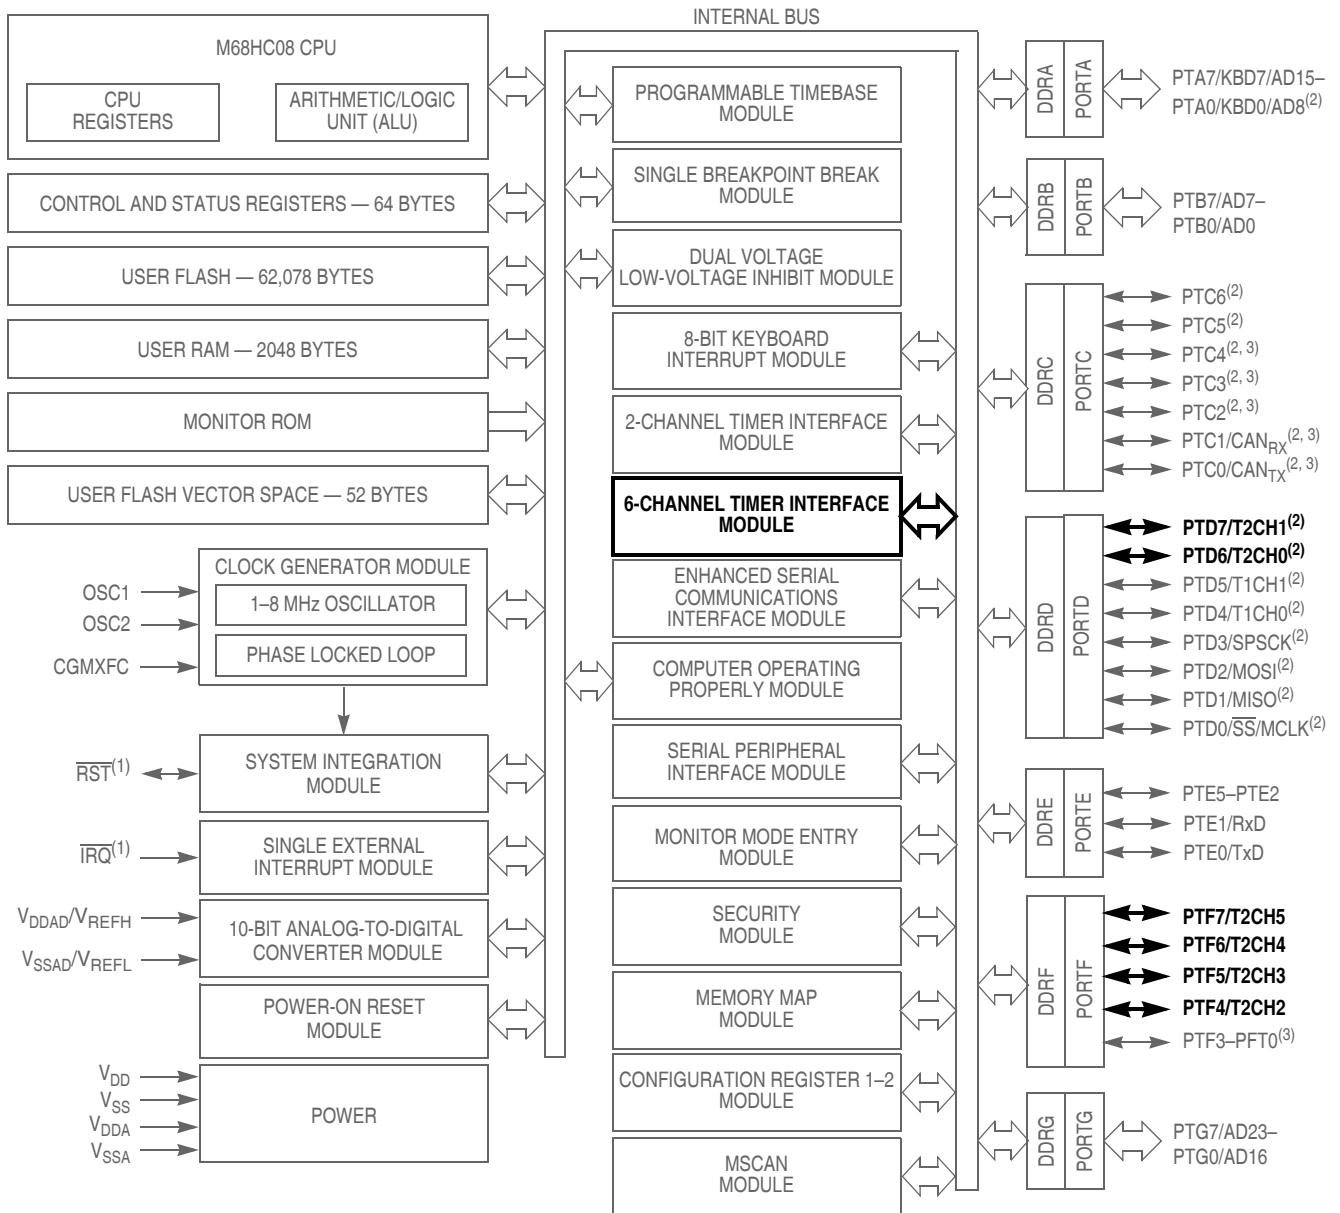 INTERNAL BUS
M68HC08 CPU
CPU
REGISTERS
ARITHMETIC/LOGIC
UNIT (ALU)
CONTROL AND STATUS REGISTERS — 64 BYTES
USER FLASH — 62,078 BYTES
USER RAM — 2048 BYTES
MONITOR ROM
USER FLASH VECTOR SPACE — 52 BYTES
OSC1
OSC2
CGMXFC
CLOCK GENERATOR MODULE
1–8 MHz OSCILLATOR
PHASE LOCKED LOOP
RST(1)
SYSTEM INTEGRATION
MODULE
IRQ(1)
SINGLE EXTERNAL
INTERRUPT MODULE
VDDAD/VREFH
VSSAD/VREFL
10-BIT ANALOG-TO-DIGITAL
CONVERTER MODULE
POWER-ON RESET
MODULE
VDD
VSS
VDDA
VSSA
POWER
PROGRAMMABLE TIMEBASE
MODULE
SINGLE BREAKPOINT BREAK
MODULE
DUAL VOLTAGE
LOW-VOLTAGE INHIBIT MODULE
8-BIT KEYBOARD
INTERRUPT MODULE
2-CHANNEL TIMER INTERFACE
MODULE
6-CHANNEL TIMER INTERFACE
MODULE
ENHANCED SERIAL
COMMUNICATIONS
INTERFACE MODULE
COMPUTER OPERATING
PROPERLY MODULE
SERIAL PERIPHERAL
INTERFACE MODULE
MONITOR MODE ENTRY
MODULE
SECURITY
MODULE
MEMORY MAP
MODULE
CONFIGURATION REGISTER 1–2
MODULE
MSCAN
MODULE
DDRA
PORTA
PTA7/KBD7/AD15–
PTA0/KBD0/AD8(2)
DDRB
PORTB
PTB7/AD7–
PTB0/AD0
DDRC
PORTC
PTC6(2)
PTC5(2)
PTC4(2, 3)
PTC3(2, 3)
PTC2(2, 3)
PTC1/CANRX(2, 3)
PTC0/CANTX(2, 3)
DDRD
PORTD
PTD7/T2CH1(2)
PTD6/T2CH0(2)
PTD5/T1CH1(2)
PTD4/T1CH0(2)
PTD3/SPSCK(2)
PTD2/MOSI(2)
PTD1/MISO(2)
PTD0/SS/MCLK(2)
DDRE
PORTE
PTE5–PTE2
PTE1/RxD
PTE0/TxD
DDRF
PORTF
PTF7/T2CH5
PTF6/T2CH4
PTF5/T2CH3
PTF4/T2CH2
PTF3–PFT0(3)
DDRG
PORTG
PTG7/AD23–
PTG0/AD16